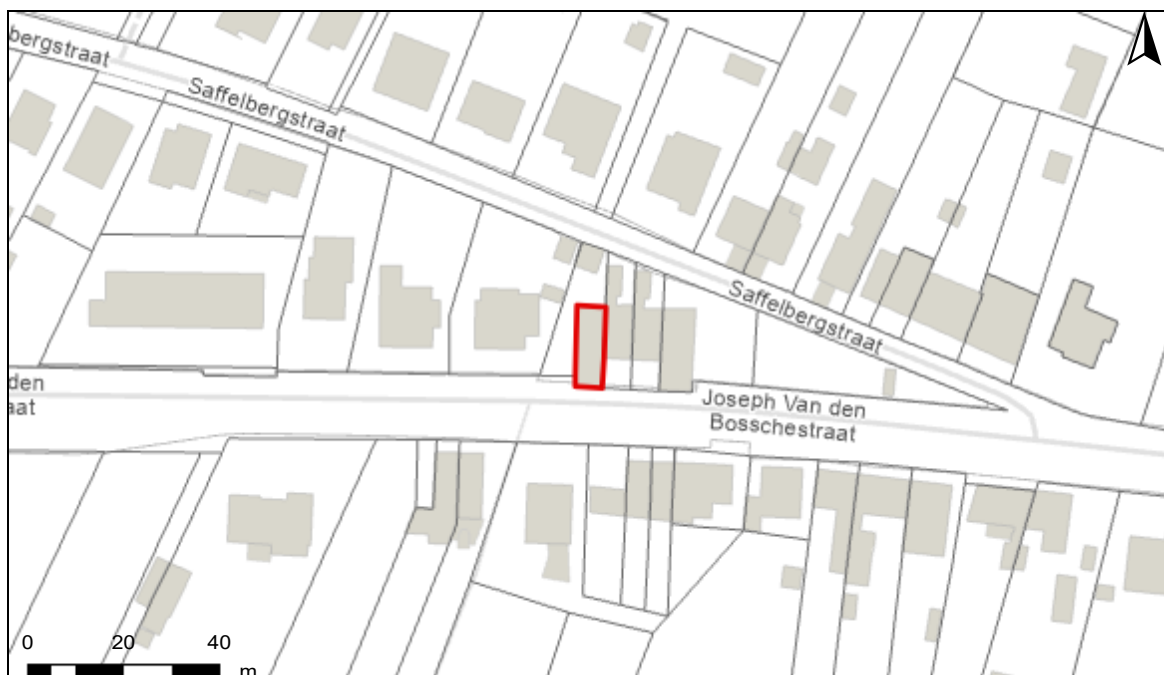 bergstraat
Saffelbergstraat
Saffelbergstraat
den
aat
Joseph Van den
Bosschestraat
0 20 40
m